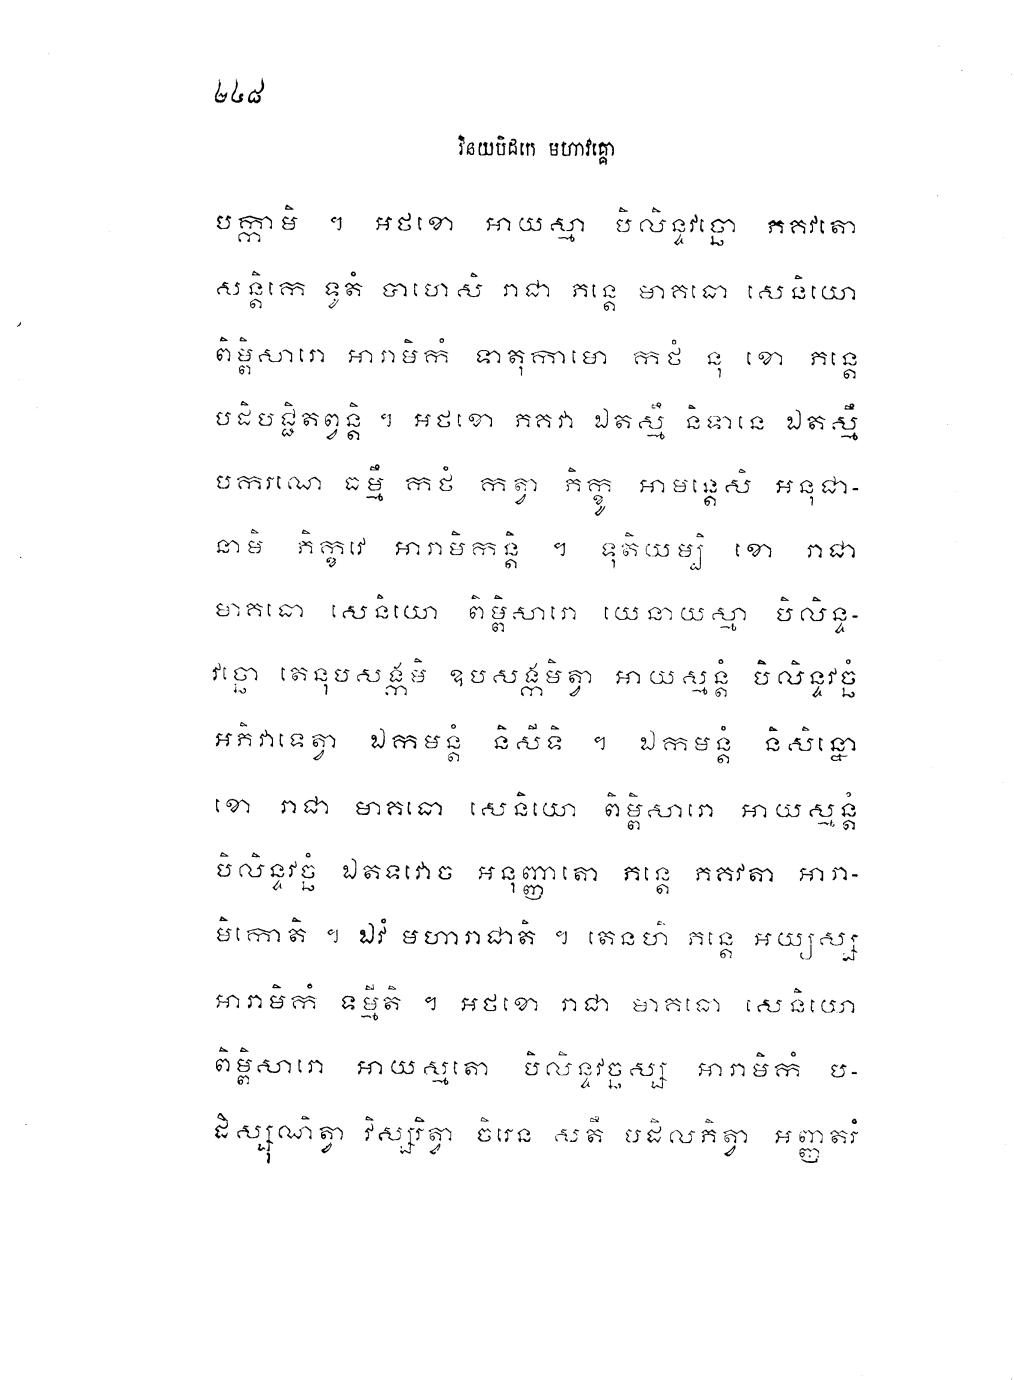 ២៤៨
វិនយបិដកេ មហាវគ្គោ
បក្កាមិ ។ អថខោ អាយស្មា បិលិន្ទវច្ឆោ ភគវតោ
សន្តិកេ ទូតំ បាហេសិ រាជា ភន្តេ មាគធោ សេនិយោ
ពិម្ពិសារោ អារាមិកំ ទាតុកាមោ កថំ នុ ខោ ភន្តេ
បដិបជ្ជិតព្វន្តិ ។ អថខោ ភគវា ឯតស្មឹ និទានេ ឯតស្មឹ
បករណេ ធម្មឹ កថំ កត្វា ភិក្ខូ អាមន្តេសិ អនុជា-
នាមិ ភិក្ខវេ អារាមិកន្តិ ។ ទុតិយម្បិ ខោ រាជា
មាគធោ សេនិយោ ពិម្ពិសារោ យេនាយស្មា បិលិន្ទ-
វច្ឆោ តេនុបសង្កមិ ឧបសង្កមិត្វា អាយស្មន្តំ បិលិន្ទវច្ឆំ
អភិវាទេត្វា ឯកមន្តំ និសីទិ ។ ឯកមន្តំ និសិន្នោ
ខោ រាជា មាគធោ សេនិយោ ពិម្ពិសារោ អាយស្មន្តំ
បិលិន្ទវច្ឆំ ឯតទវោច អនុញ្ញាតោ ភន្តេ ភគវតា អារា-
មិកោតិ ។ ឯវំ មហារាជាតិ ។ តេនហិ ភន្តេ អយ្យស្ស
អារាមិកំ ទម្មីតិ ។ អថខោ រាជា មាគធោ សេនិយោ
ពិម្ពិសារោ អាយស្មតោ បិលិន្ទវច្ឆស្ស អារាមិកំ ប-
ដិស្សុណិត្វា វិស្សរិត្វា ចិរេន សតឹ បដិលភិត្វា អញ្ញតរំ